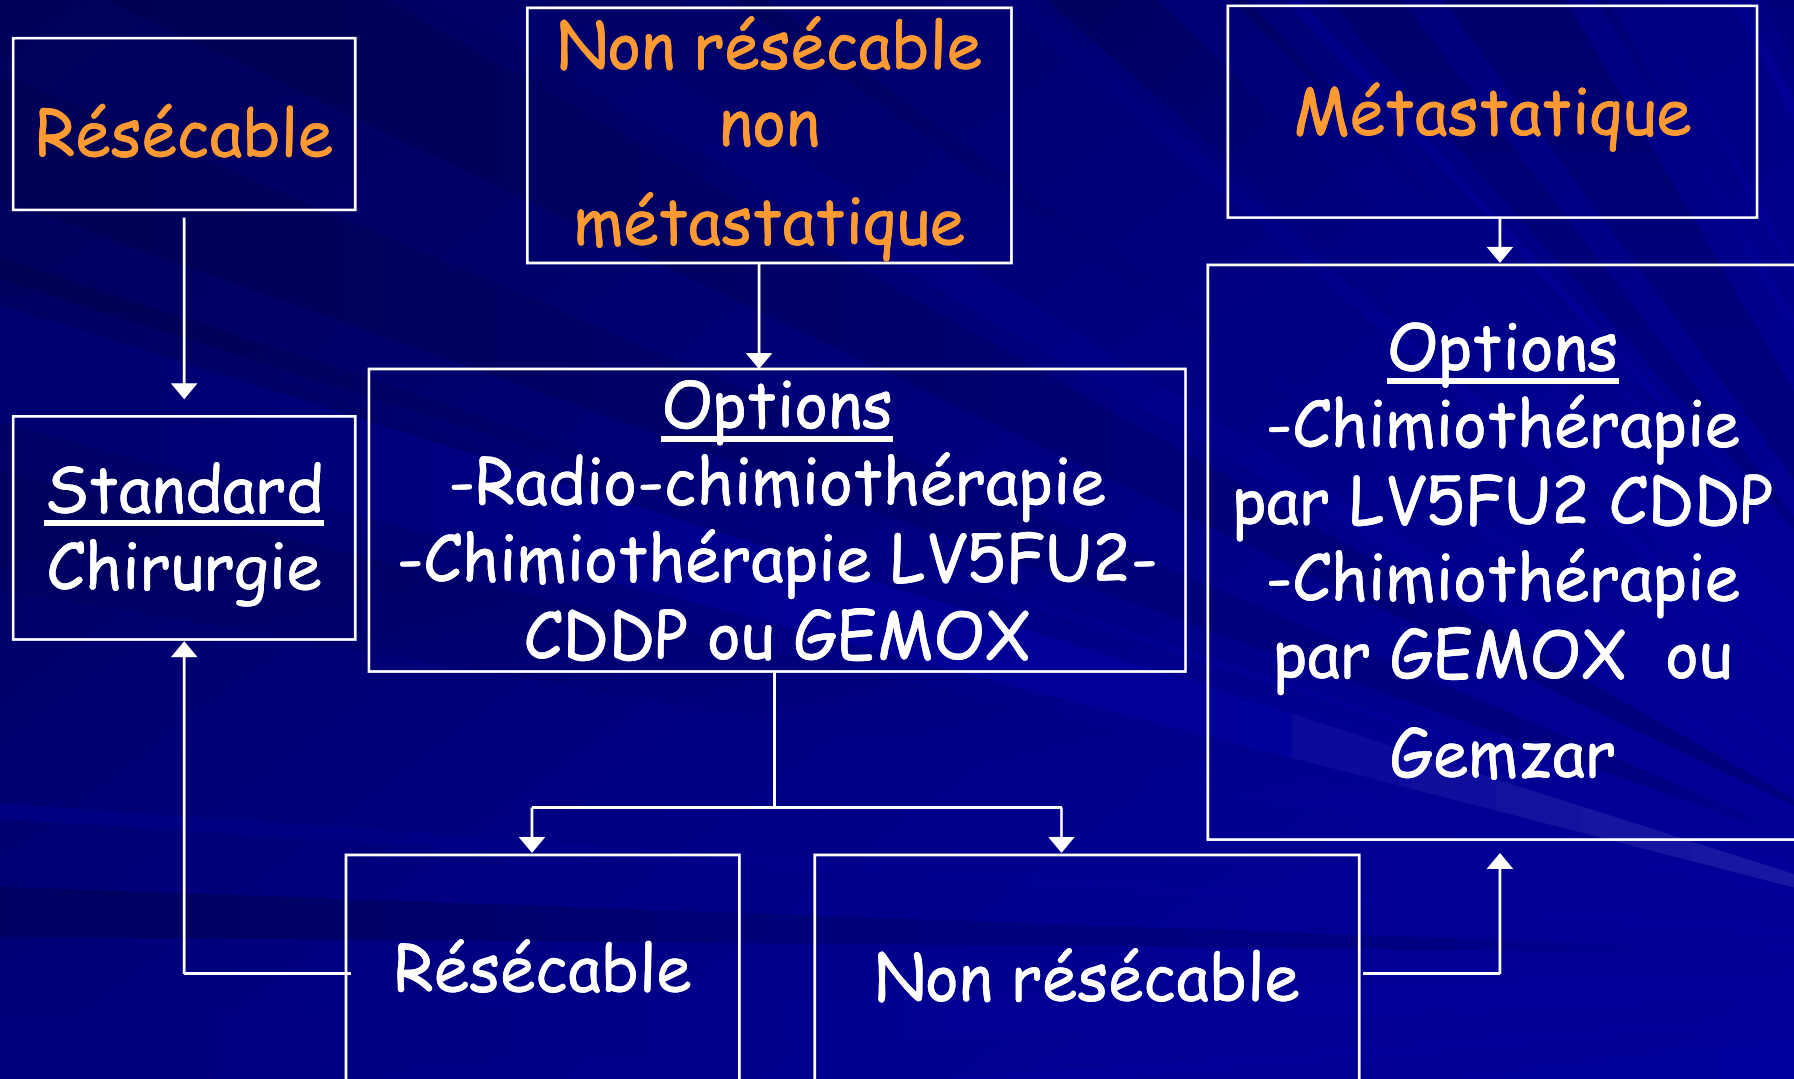 Résécable
Non résécable
non
métastatique
Métastatique
Standard
Chirurgie
Options
-Radio-chimiothérapie
-Chimiothérapie LV5FU2-
CDDP ou GEMOX
Options
-Chimiothérapie
par LV5FU2 CDDP
-Chimiothérapie
par GEMOX ou
Gemzar
Résécable
Non résécable